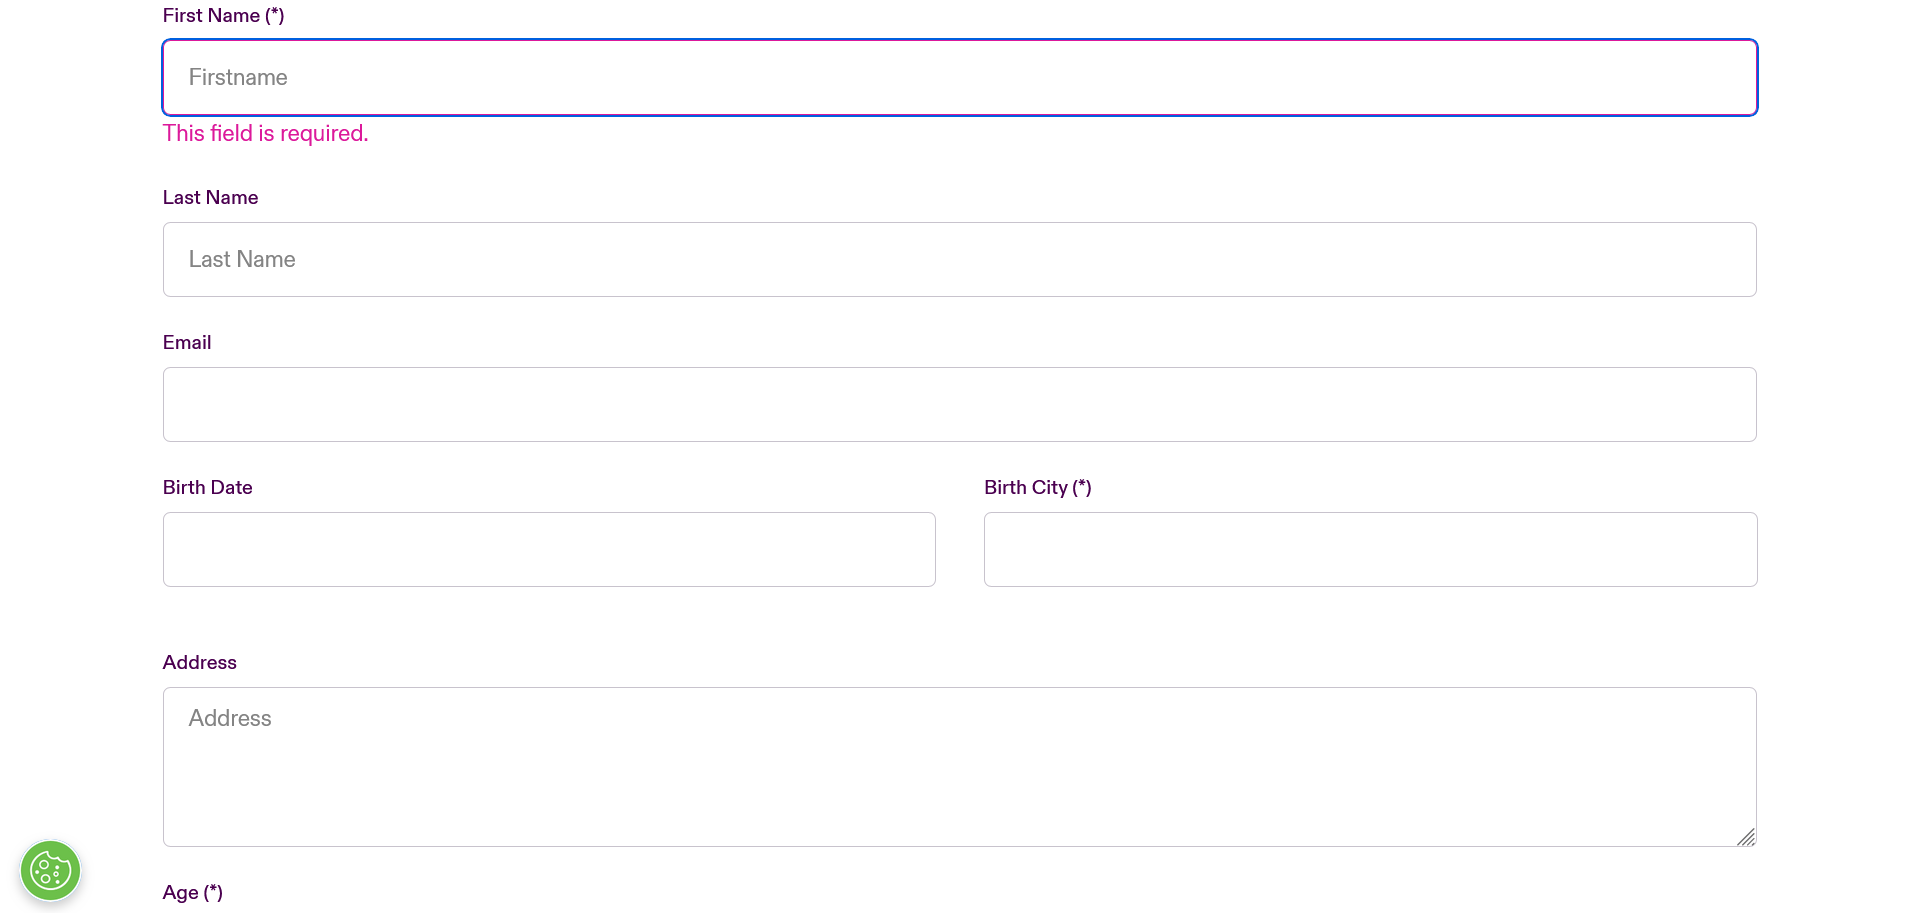 First Name (*)
Firstname
This field is required.
Last Name
Last Name
Email
Birth Date
Birth City (*)
Address
Address
Age (*)